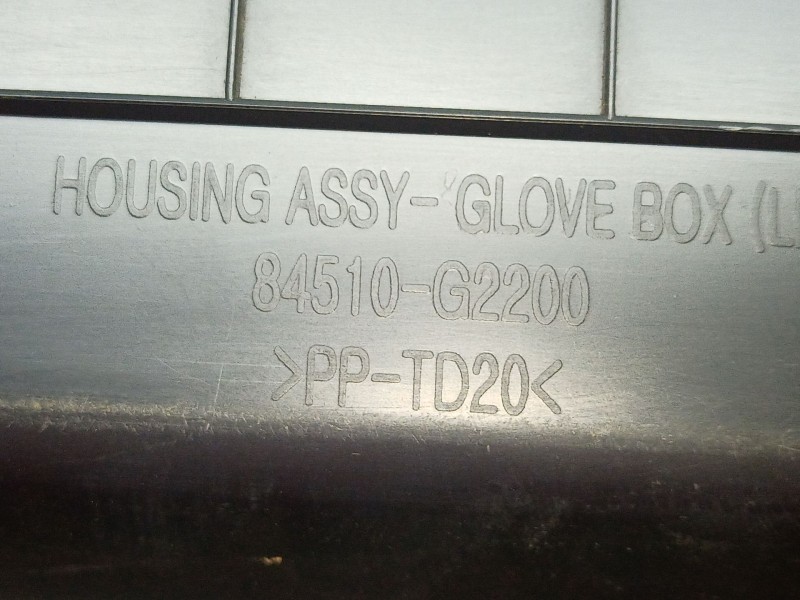 HOUSING ASSY-GLOVE BOX
84510-G2200
>PP-TD20<